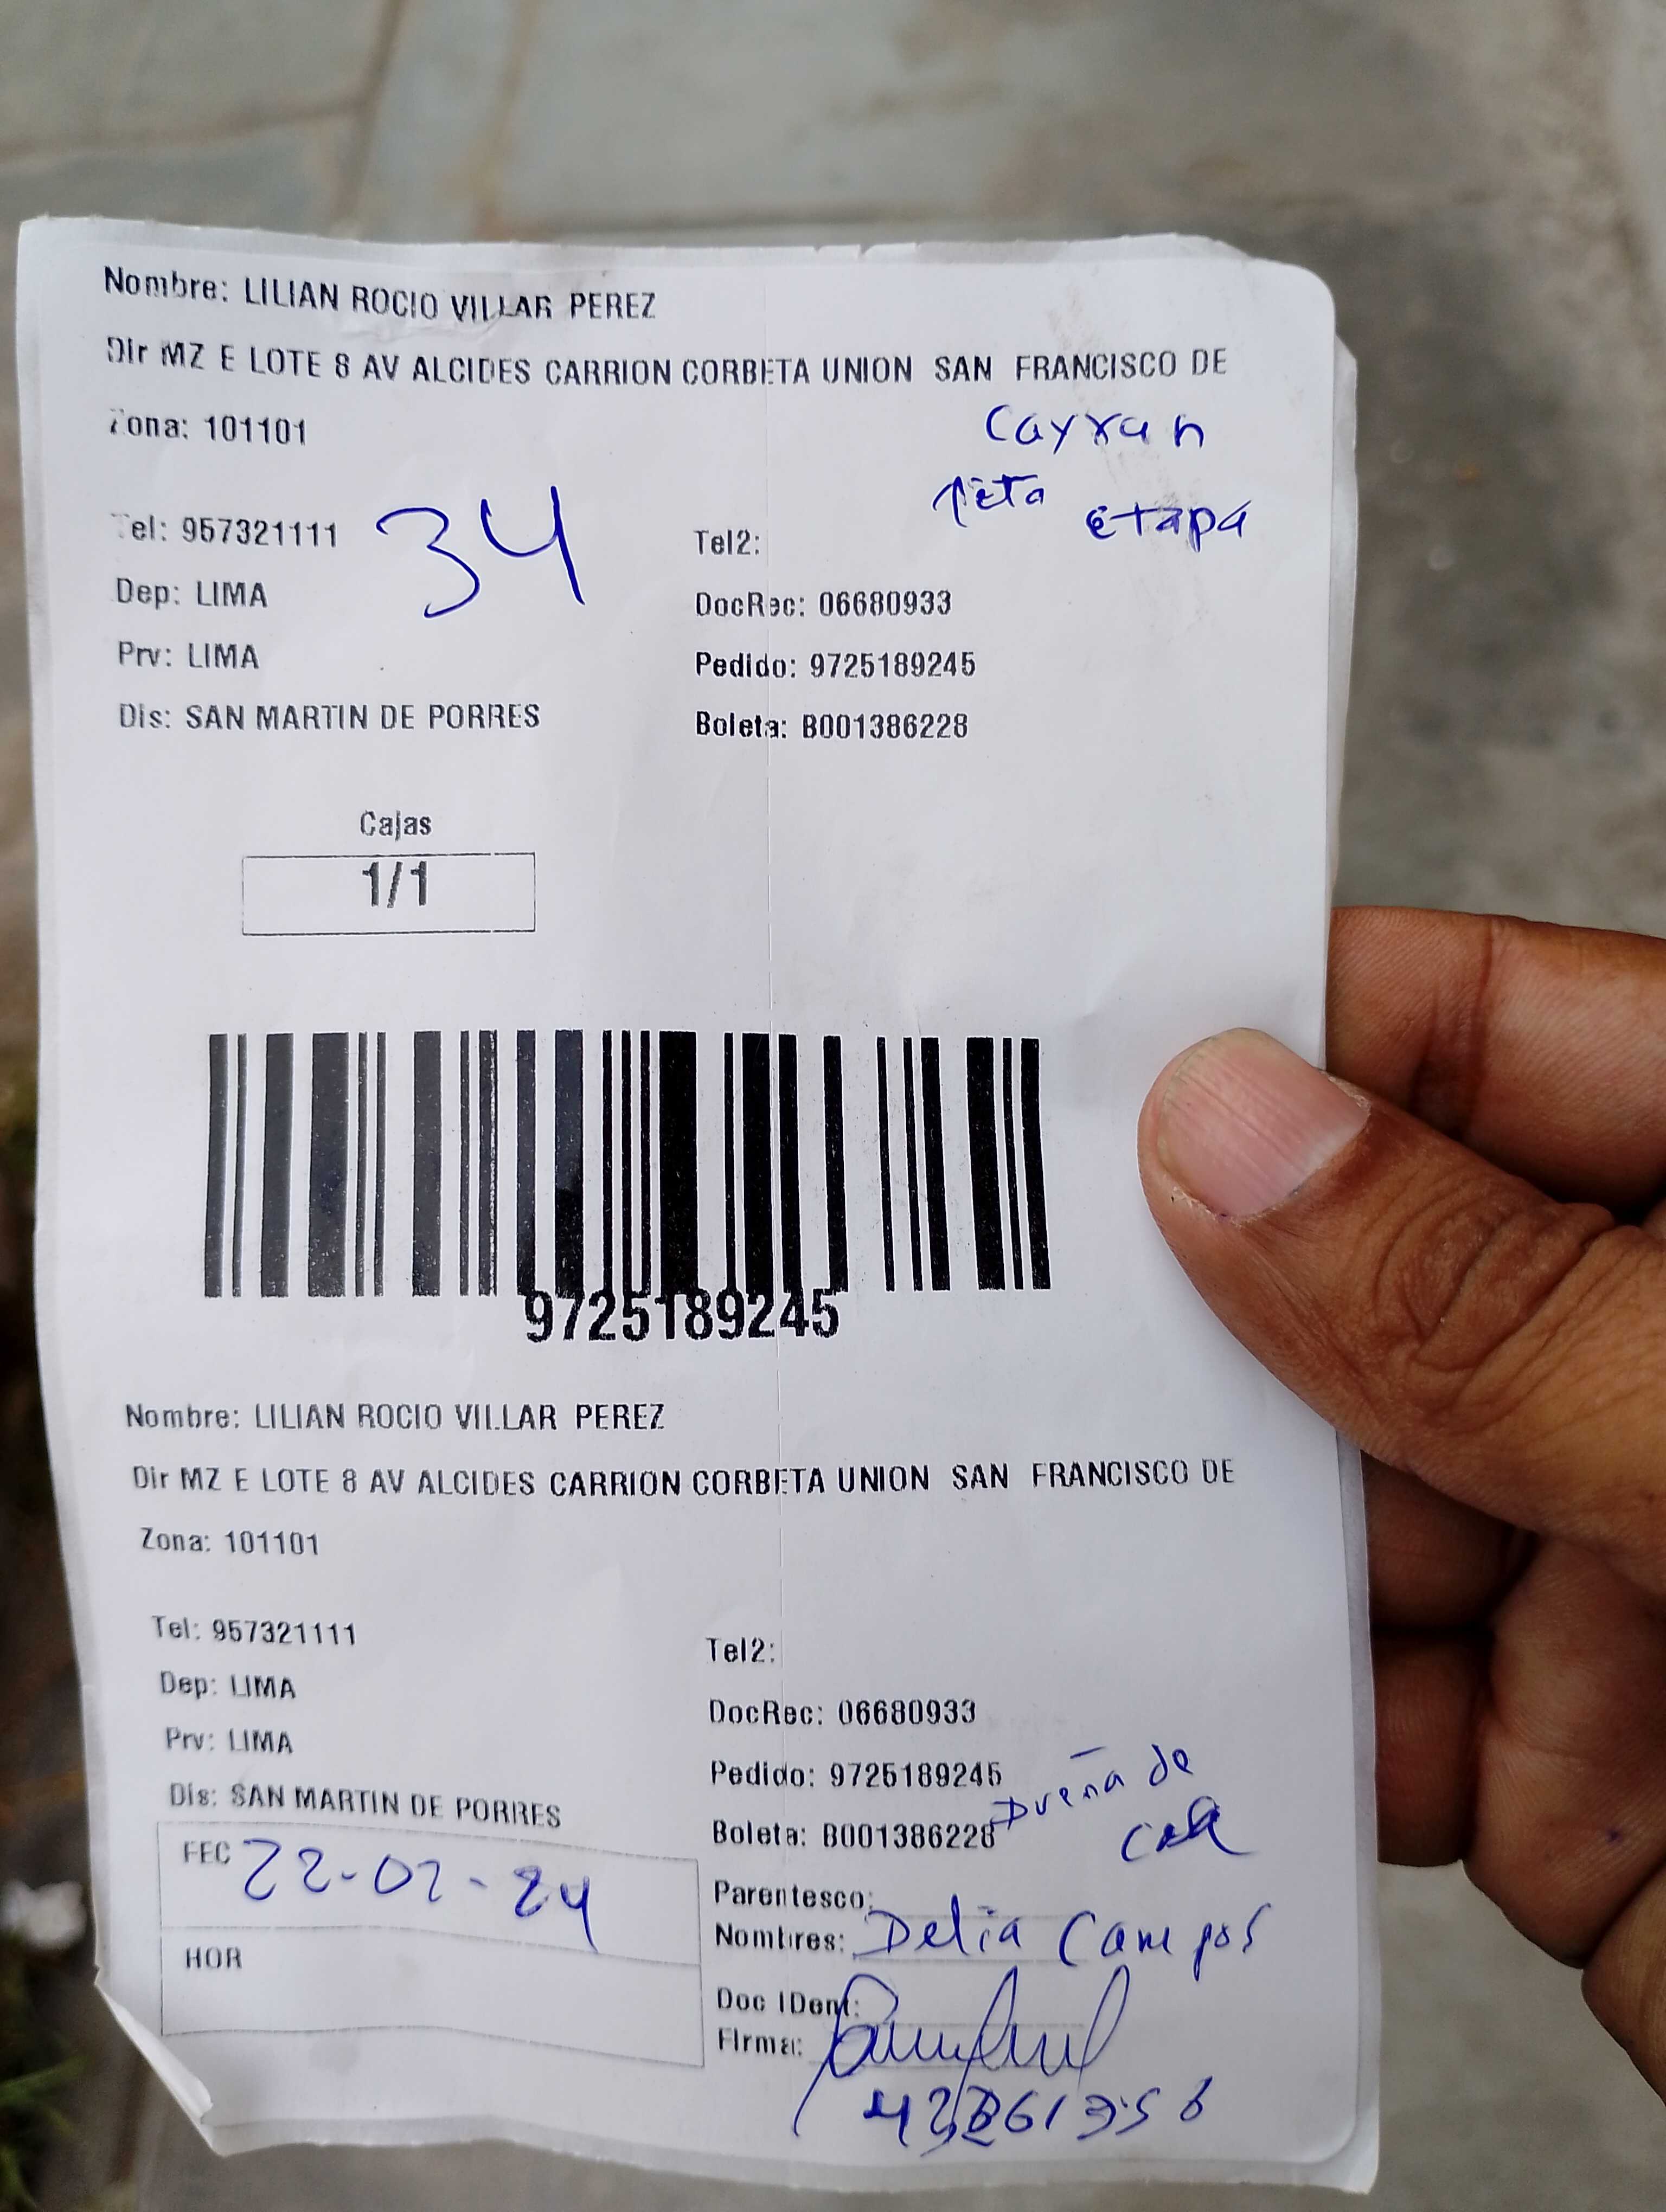 Nombre: LILIAN ROCIO VILLAR PEREZ
Dir MZ E LOTE 8 AV ALCIDES CARRION CORBETA UNION SAN FRANCISCO DE
Zona: 101101
Cayran
etapa
Tel: 957321111
34
Tel2:
Dep: LIMA
DocRec: 06680933
Prv: LIMA
Pedido: 9725189245
Dis: SAN MARTIN DE PORRES
Boleta: B001386228
Cajas
1/1
9725189245
Nombre: LILIAN ROCIO VILLAR PEREZ
Dir MZ E LOTE 8 AV ALCIDES CARRION CORBETA UNION SAN FRANCISCO DE
Zona: 101101
Tel: 957321111
Tel2:
Dep: LIMA
DocRec: 06680933
Prv: LIMA
Pedido: 9725189245
Dis: SAN MARTIN DE PORRES
Boleta: B001386228
Dueña de
FEC 22-02-24
Parentesco:
Nombres: Delia Campos
HOR
Doc IDent:
Firma: